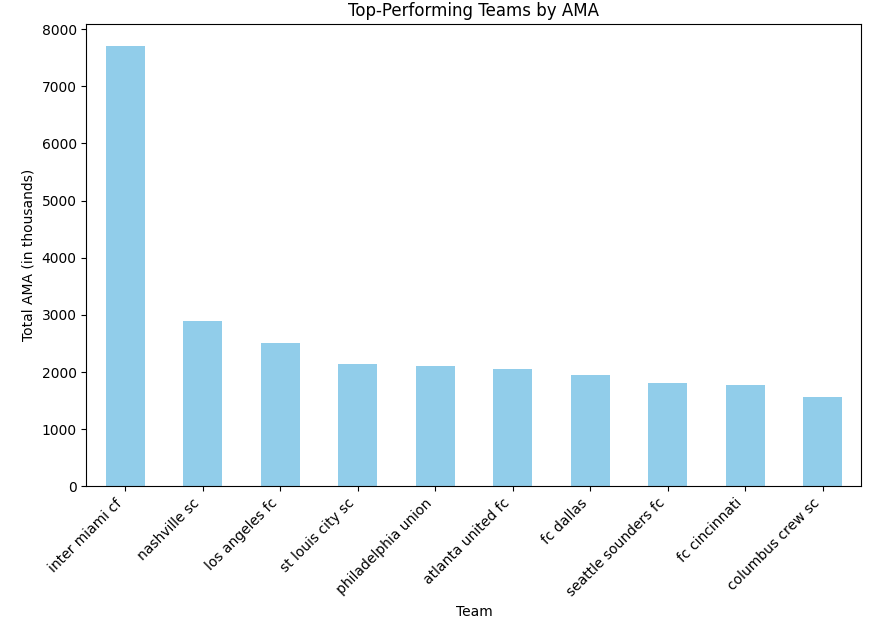 Top-Performing Teams by AMA
Total AMA (in thousands)
8000
7000
6000
5000
4000
3000
2000
1000
0
inter miami cf
nashville sc
los angeles fc
st louis city sc
philadelphia union
atlanta united fc
fc dallas
seattle sounders fc
fc cincinnati
columbus crew sc
Team